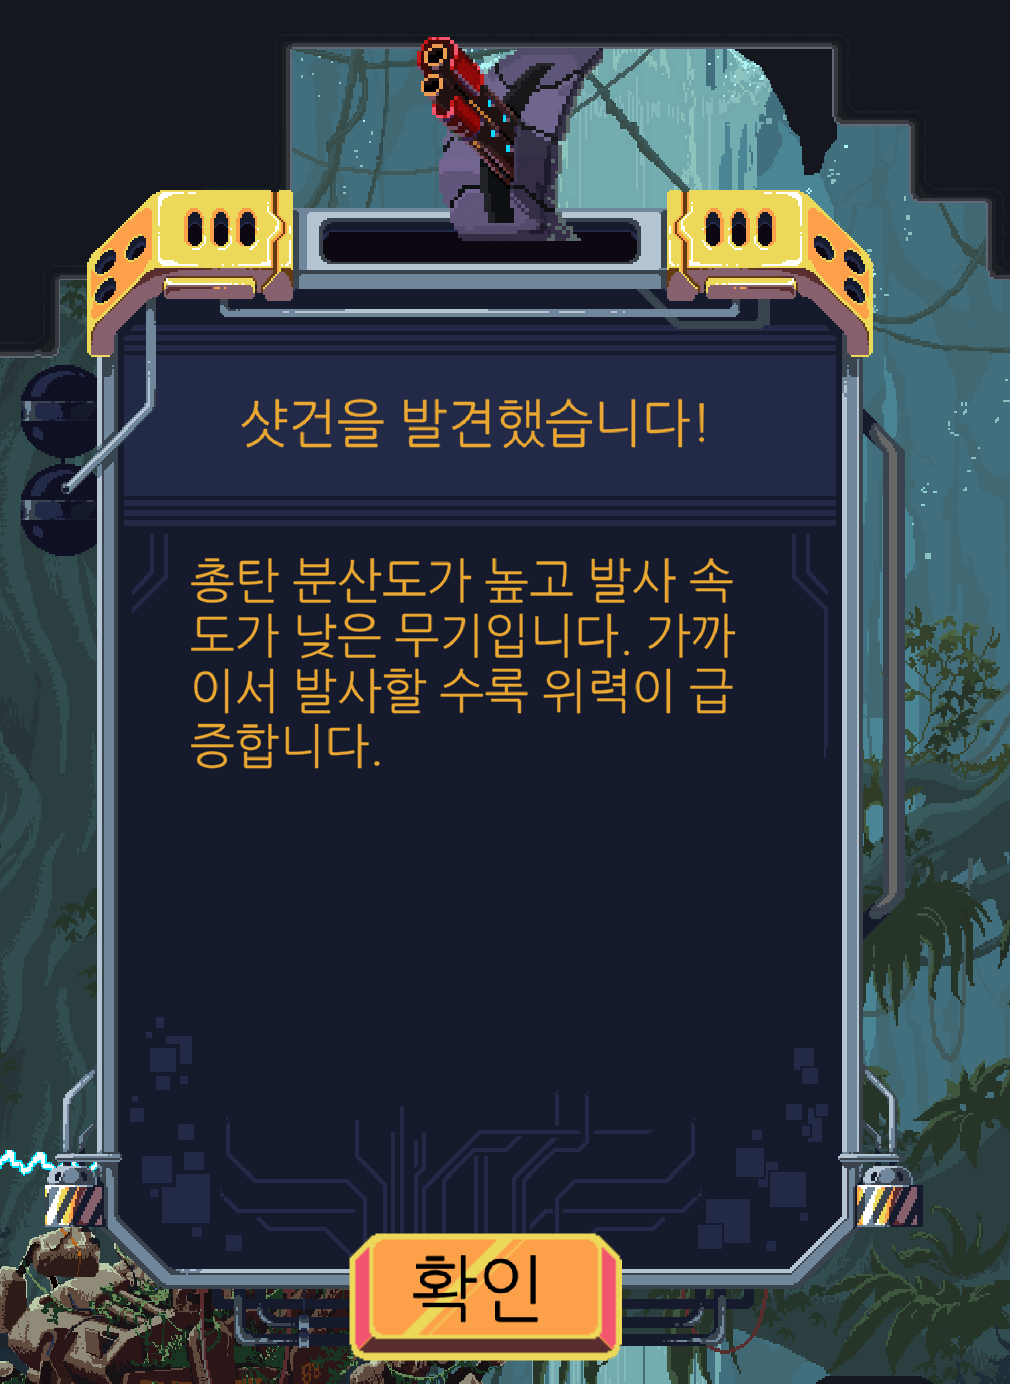 샷건을 발견했습니다!
총탄 분산도가 높고 발사 속
도가 낮은 무기입니다. 가까
이서 발사할 수록 위력이 급
증합니다.
확인